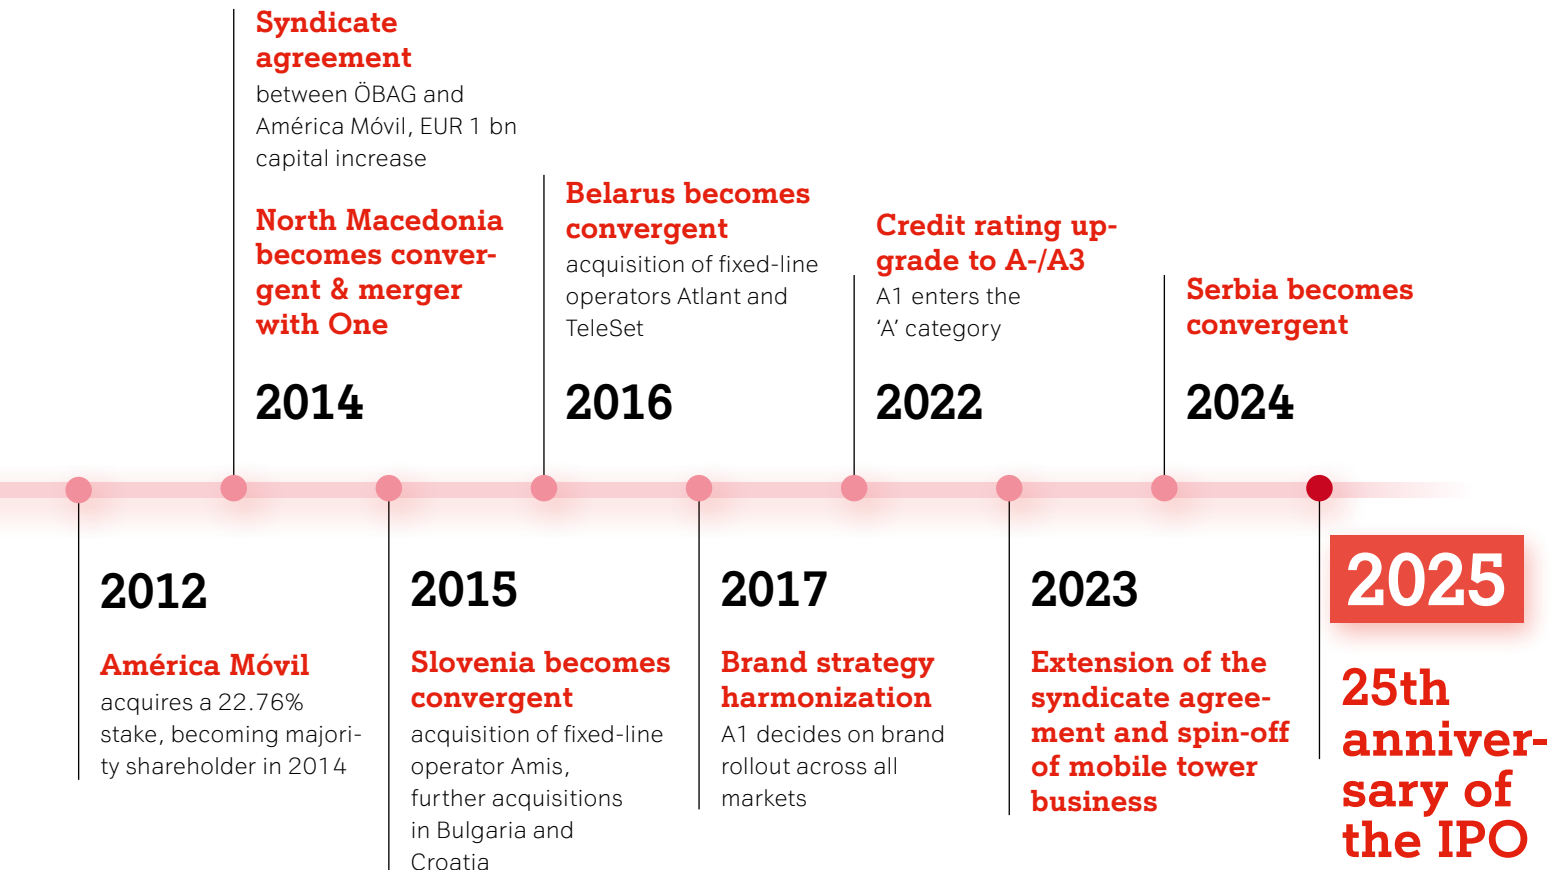 Syndicate
agreement
between ÖBAG and
América Móvil, EUR 1 bn
capital increase
North Macedonia
becomes conver-
gent & merger
with One
2014
Belarus becomes
convergent
acquisition of fixed-line
operators Atlant and
TeleSet
2016
Credit rating up-
grade to A-/A3
A1 enters the
‘A’ category
2022
Serbia becomes
convergent
2024
2012
América Móvil
acquires a 22.76%
stake, becoming majori-
ty shareholder in 2014
2015
Slovenia becomes
convergent
acquisition of fixed-line
operator Amis,
further acquisitions
in Bulgaria and
Croatia
2017
Brand strategy
harmonization
A1 decides on brand
rollout across all
markets
2023
Extension of the
syndicate agree-
ment and spin-off
of mobile tower
business
2025
25th
anniver-
sary of
the IPO